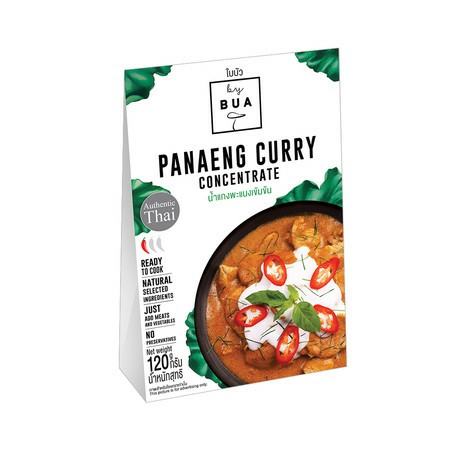 ใบบัว
by
BUA
PANAENG CURRY
CONCENTRATE
น้ำแกงพะแนงเข้มข้น
Authentic
Thai
READY
TO COOK
NATURAL
SELECTED
INGREDIENTS
JUST
ADD MEATS
AND VEGETABLES
NO
PRESERVATIVES
Net weight
120 g กรัม
น้ำหนักสุทธิ
This picture is for advertising only.